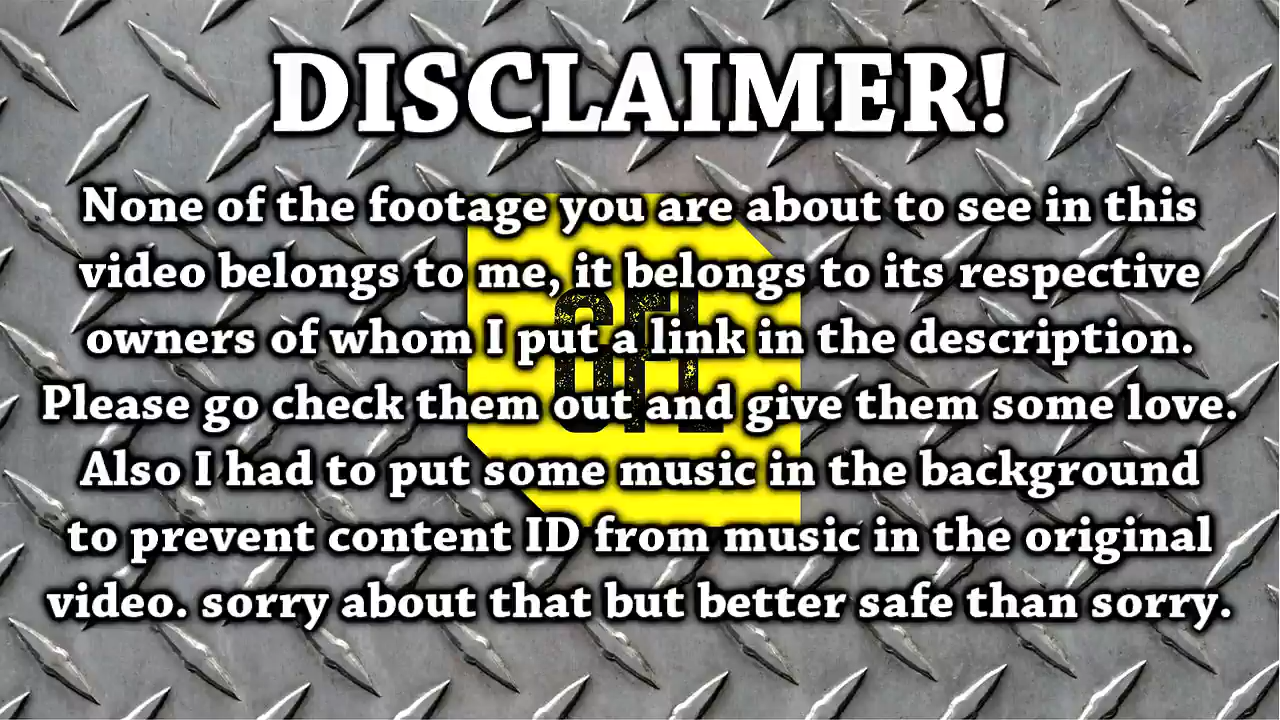 DISCLAIMER!
None of the footage you are about to see in this
video belongs to me, it belongs to its respective
owners of whom I put a link in the description.
Please go check them out and give them some love.
Also I had to put some music in the background
to prevent content ID from music in the original
video. sorry about that but better safe than sorry.